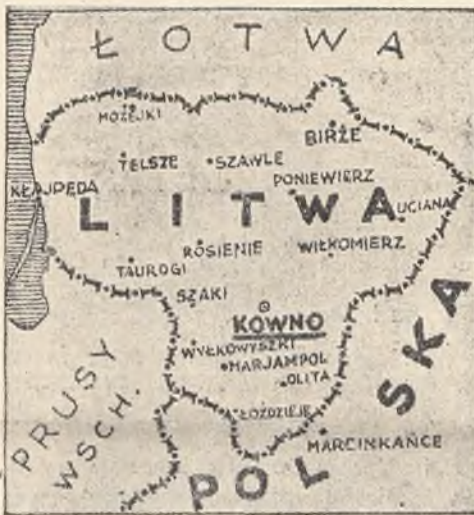 ŁOTWA
MOŻEJKI
BIRŻE
TELSZE
SZAWLE
PONIEWIERZ
KŁAJPEDA
LITWA
UCIANA
ROSIENIE
WIŁKOMIERZ
TAUROGI
SZAKI
KOWNO
WYŁKOWYSZKI
MARJAMPOL
OLITA
ŁOŹDZIEJE
MARCINKAŃCE
PRUSY
WSCH.
POLSKA